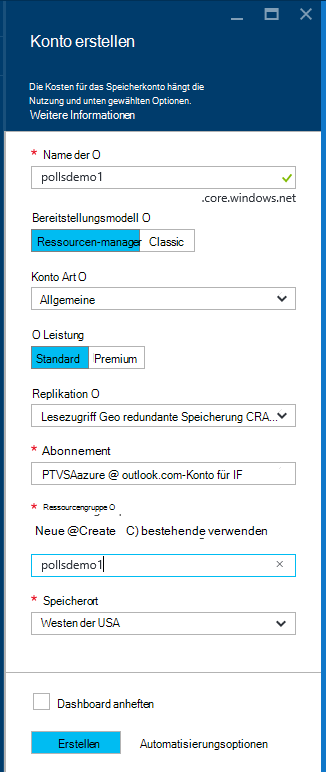 Konto erstellen
Die Kosten für das Speicherkonto hängt die
Nutzung und unten gewählten Optionen.
Weitere Informationen
* Name der O
pollsdemo1
.core.windows.net
Bereitstellungsmodell O
Ressourcen-manager Classic
Konto Art O
Allgemeine
O Leistung
Standard Premium
Replikation O
Lesezugriff Geo redundante Speicherung CRA...
* Abonnement
PTVSAazure @ outlook.com-Konto für IF
* Ressourcengruppe O
Neue @Create C) bestehende verwenden
pollsdemo1
* Speicherort
Westen der USA
Dashboard anheften
Erstellen Automatisierungsoptionen